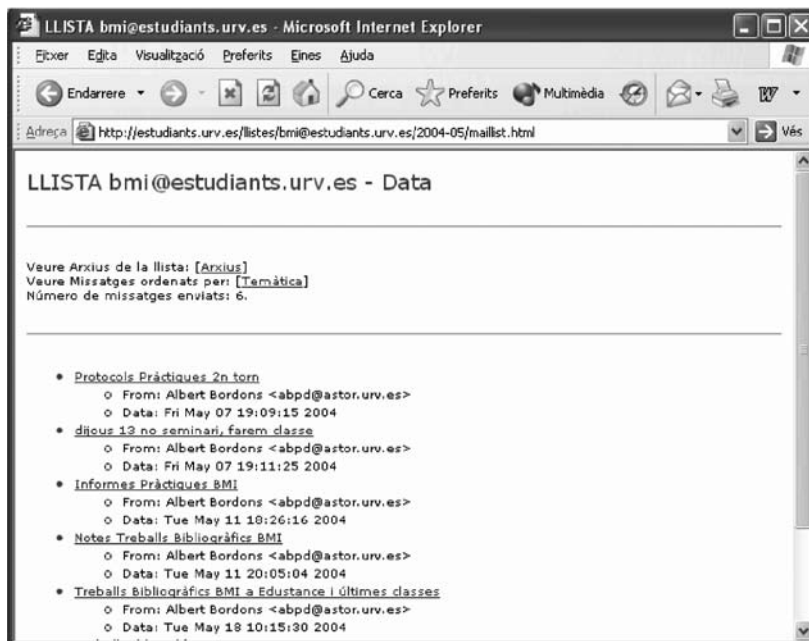 LLISTA bmi@estudiants.urv.es - Microsoft Internet Explorer
Fitxer Edita Visualització Preferits Eines Ajuda
Endarrere Cerca Preferits Multimèdia
Adreça http://estudiants.urv.es/llistes/bmi@estudiants.urv.es/2004-05/maillist.html Vés
LLISTA bmi@estudiants.urv.es - Data
Veure Arxius de la llista: [Arxius]
Veure Missatges ordenats per: [Temàtica]
Número de missatges enviats: 6.
Protocols Pràctiques 2n torn
From: Albert Bordons <abpd@astor.urv.es>
Data: Fri May 07 19:09:15 2004
dijous 13 no seminari, farem classe
From: Albert Bordons <abpd@astor.urv.es>
Data: Fri May 07 19:11:25 2004
Informes Pràctiques BMI
From: Albert Bordons <abpd@astor.urv.es>
Data: Tue May 11 18:26:16 2004
Notes Treballs Bibliogràfics BMI
From: Albert Bordons <abpd@astor.urv.es>
Data: Tue May 11 20:05:04 2004
Treballs Bibliogràfics BMI a Edustance i últimes classes
From: Albert Bordons <abpd@astor.urv.es>
Data: Tue May 18 10:15:30 2004